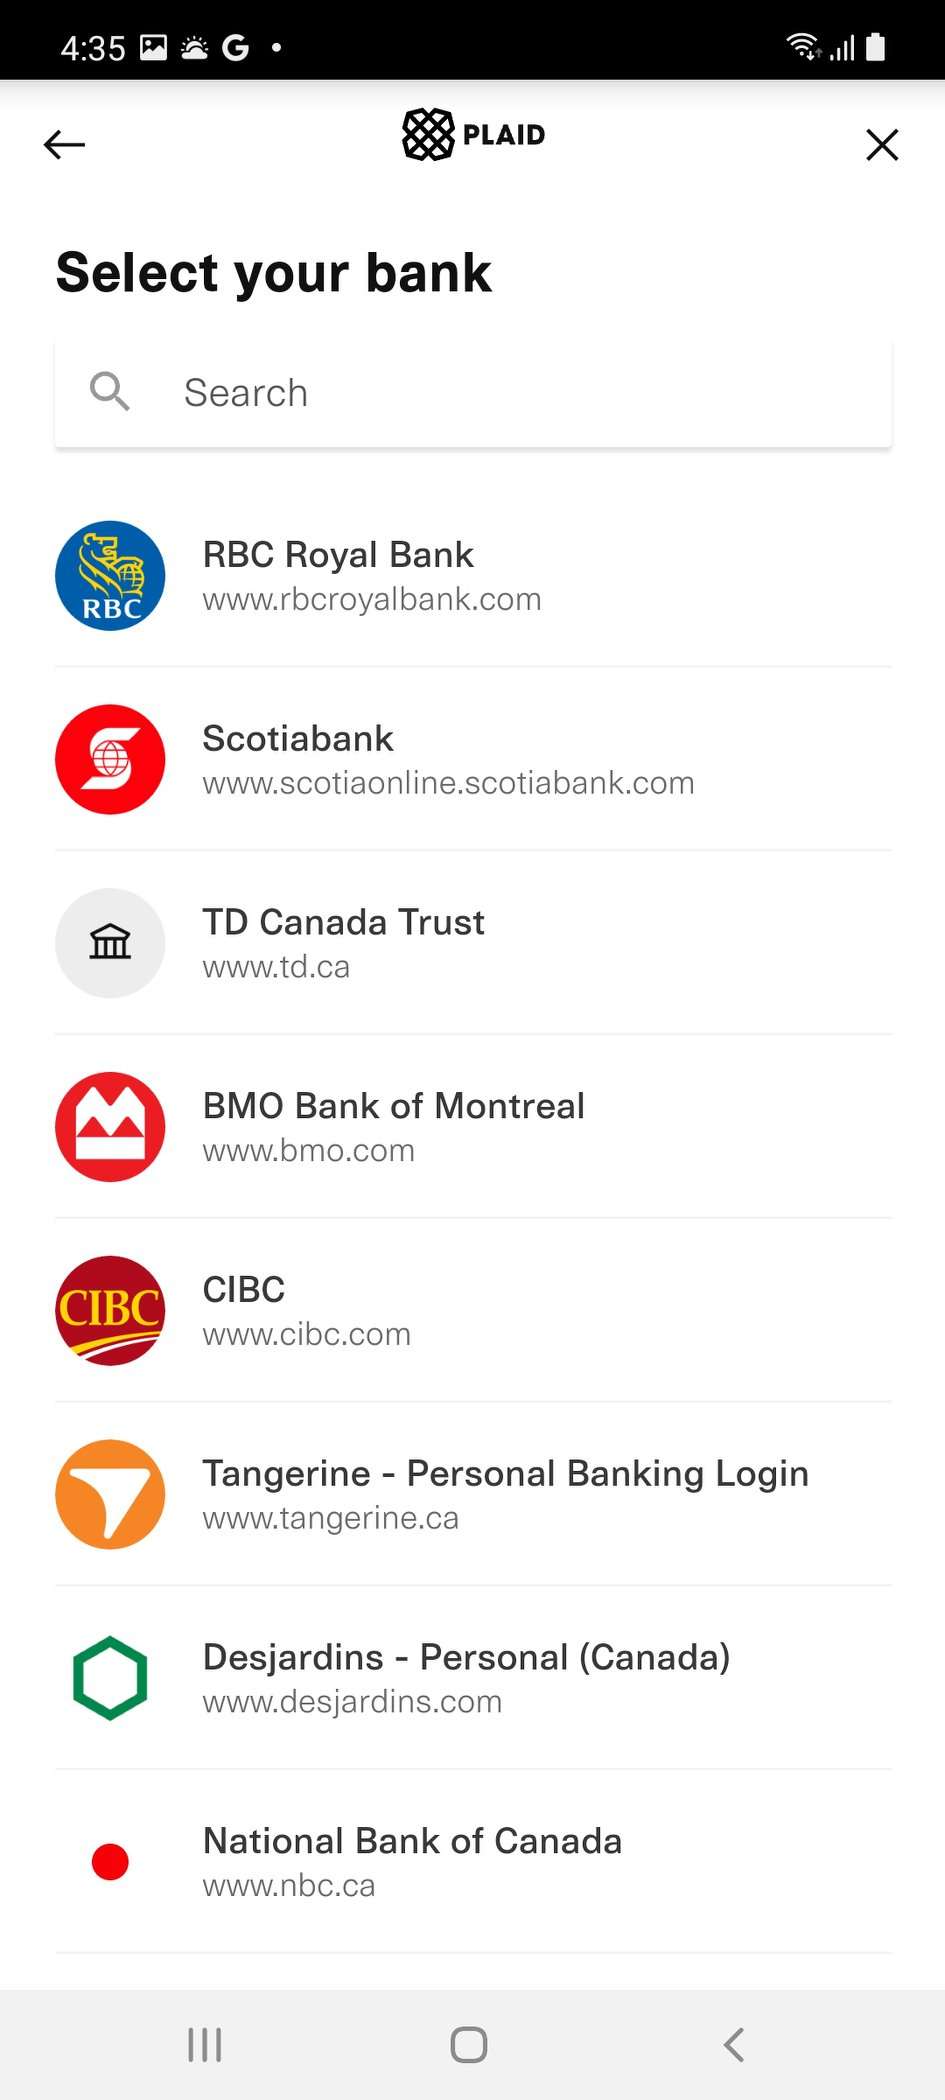 4:35
PLAID
Select your bank
Search
RBC
RBC Royal Bank
www.rbcroyalbank.com
Scotiabank
www.scotiaonline.scotiabank.com
TD Canada Trust
www.td.ca
BMO Bank of Montreal
www.bmo.com
CIBC
CIBC
www.cibc.com
Tangerine - Personal Banking Login
www.tangerine.ca
Desjardins - Personal (Canada)
www.desjardins.com
National Bank of Canada
www.nbc.ca